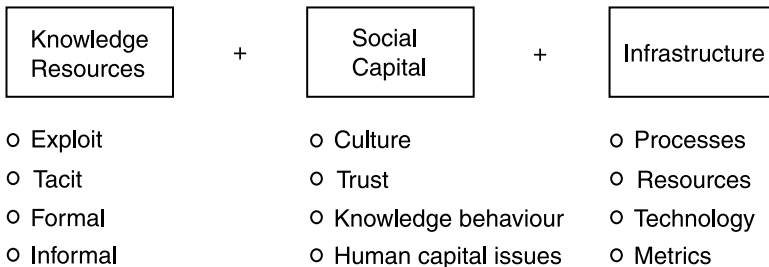 Knowledge
Resources
+
Social
Capital
+
Infrastructure
Exploit
Tacit
Formal
Informal
Culture
Trust
Knowledge behaviour
Human capital issues
Processes
Resources
Technology
Metrics